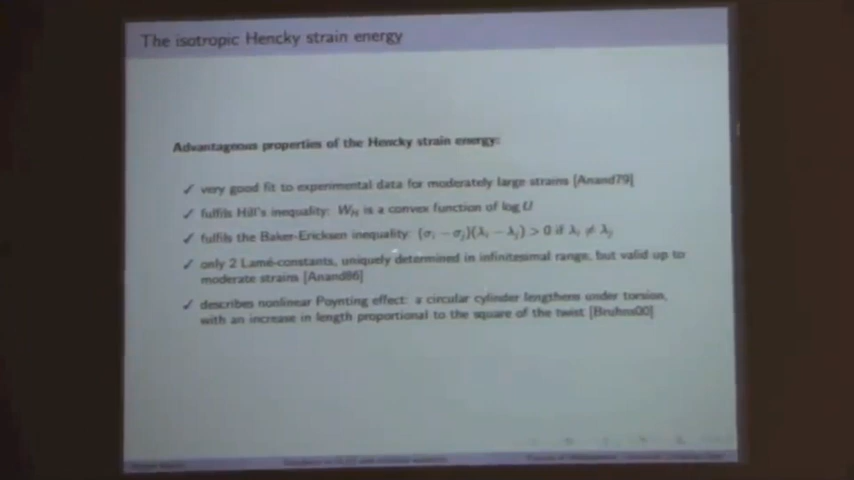 The isotropic Hencky strain energy
Advantageous properties of the Hencky strain energy:
✓ very good fit to experimental data for moderately large strains [Anand79]
✓ fulfils Hill's inequality: W_H is a convex function of log U
✓ fulfils the Baker-Ericksen inequality: (σ_i − σ_j)(λ_i − λ_j) > 0 if λ_i ≠ λ_j
✓ only 2 Lamé-constants, uniquely determined in infinitesimal range, but valid up to
moderate strains [Anand86]
✓ describes nonlinear Poynting effect: a circular cylinder lengthens under torsion,
with an increase in length proportional to the square of the twist [Bruhns00]